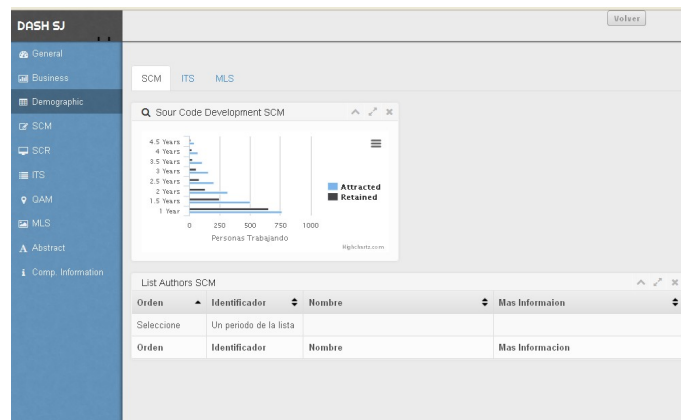 DASH SJ
Volver
General
Business
Demographic
SCM
SCR
ITS
QAM
MLS
Abstract
Comp. Information
SCM ITS MLS
Sour Code Development SCM
4.5 Years
4 Years
3.5 Years
3 Years
2.5 Years
2 Years
1.5 Years
1 Year
0 250 500 750 1000
Personas Trabajando
Attracted
Retained
Highcharts.com
List Authors SCM
Orden Identificador Nombre Mas Informaion
Seleccione Un periodo de la lista
Orden Identificador Nombre Mas Informacion